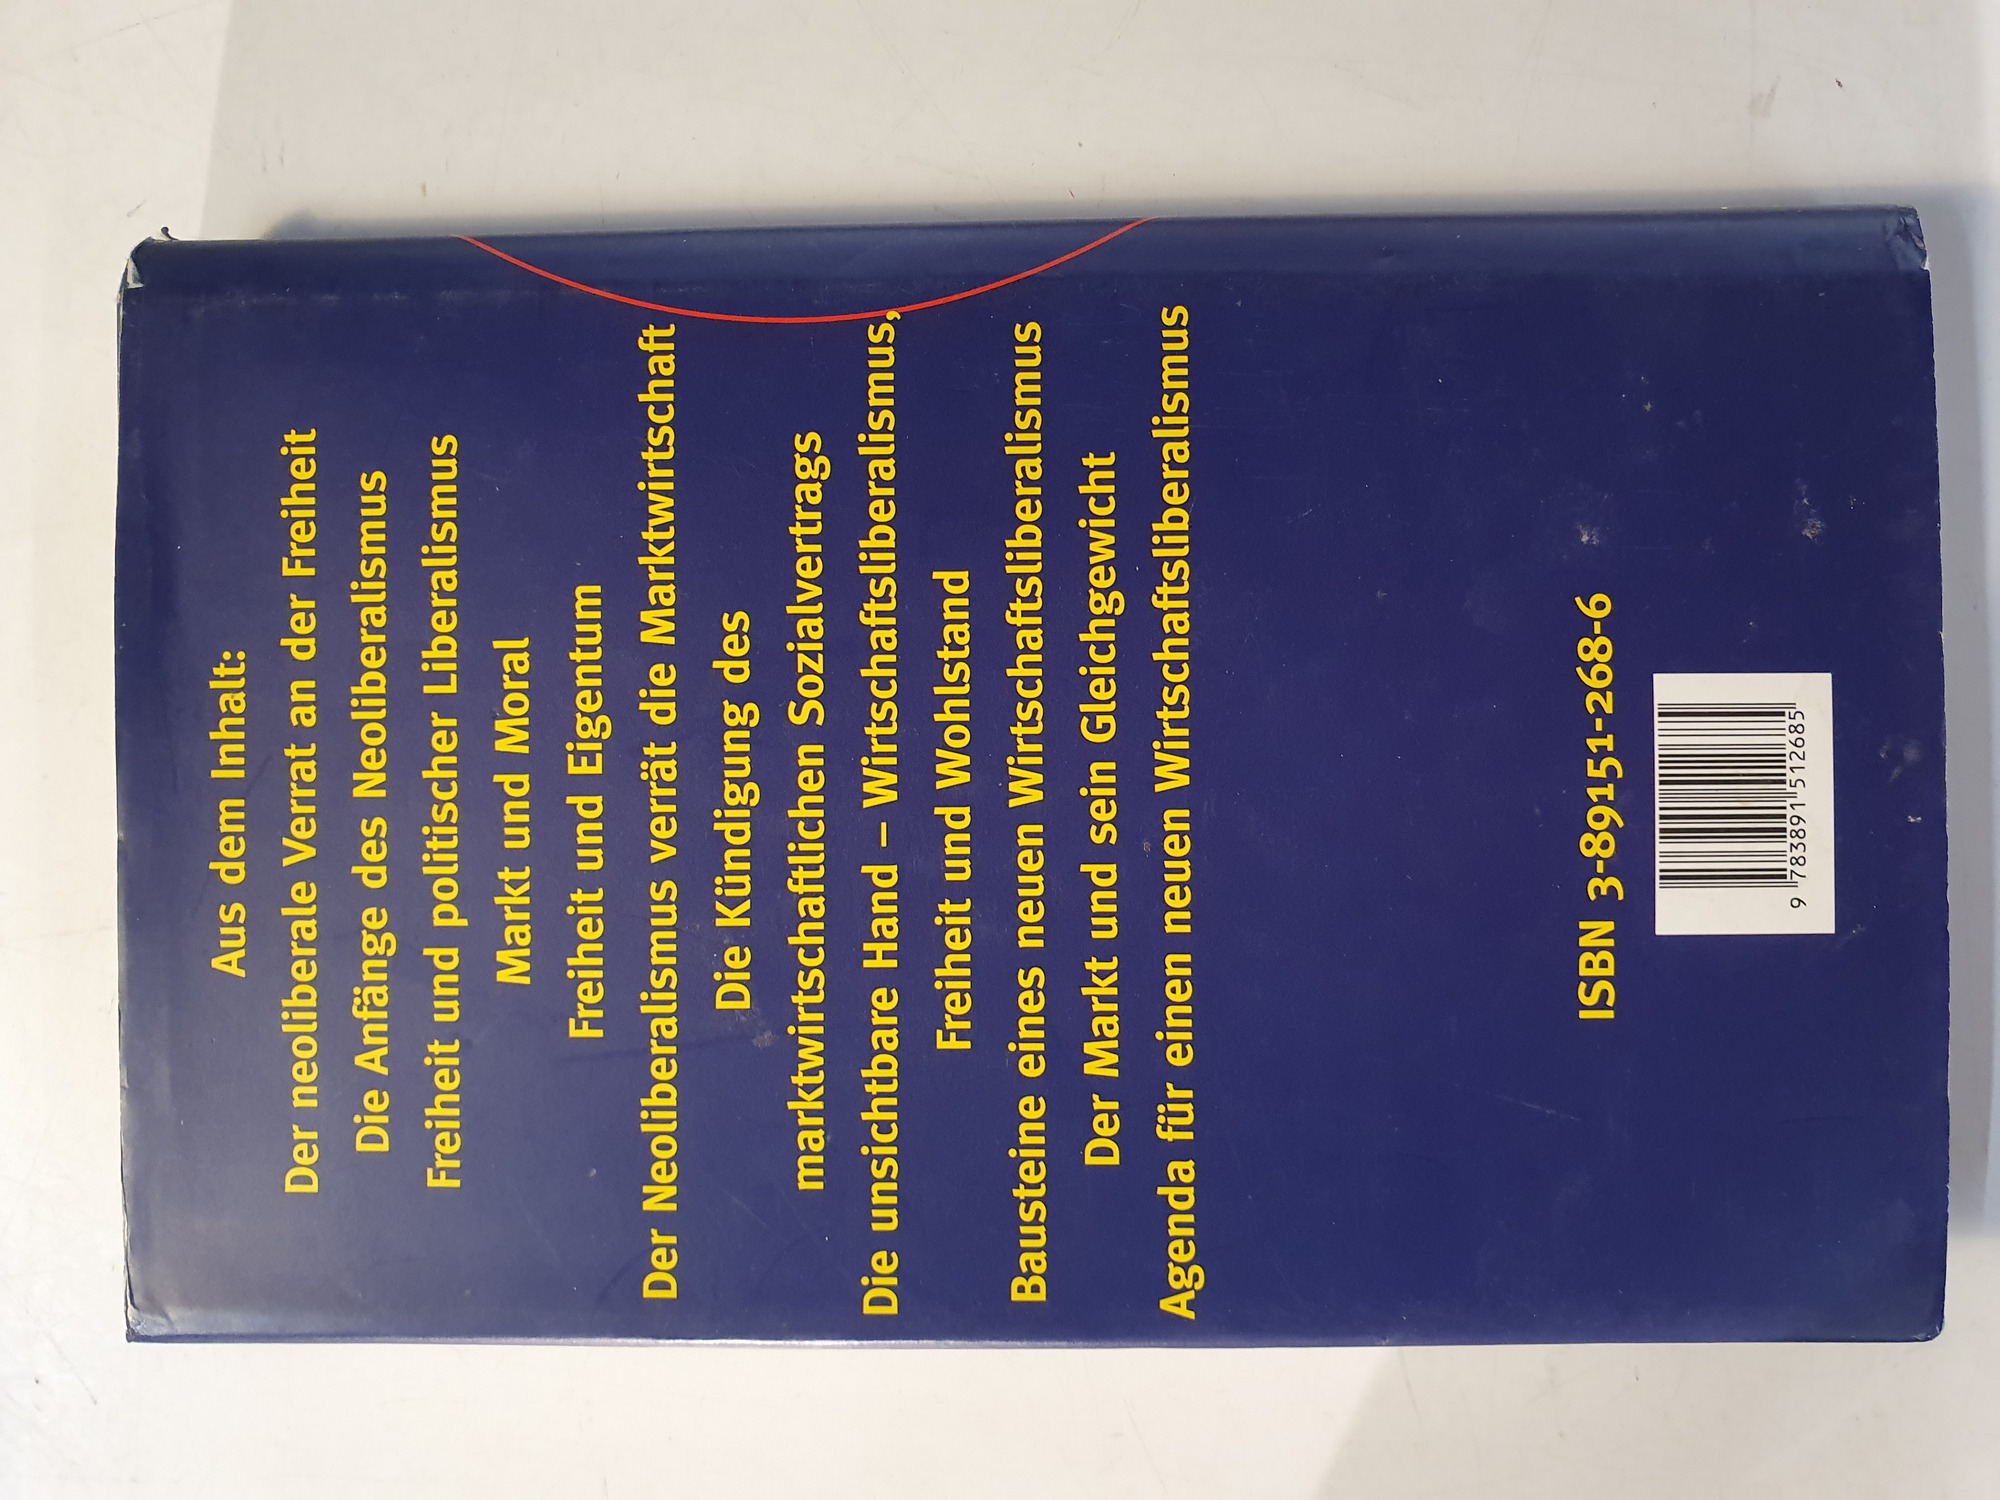 Aus dem Inhalt:
Der neoliberale Verrat an der Freiheit
Die Anfänge des Neoliberalismus
Freiheit und politischer Liberalismus
Markt und Moral
Freiheit und Eigentum
Der Neoliberalismus verrät die Marktwirtschaft
Die Kündigung des
marktwirtschaftlichen Sozialvertrags
Die unsichtbare Hand – Wirtschaftsliberalismus,
Freiheit und Wohlstand
Bausteine eines neuen Wirtschaftsliberalismus
Der Markt und sein Gleichgewicht
Agenda für einen neuen Wirtschaftsliberalismus
ISBN 3-89151-268-6
9 783891 512685